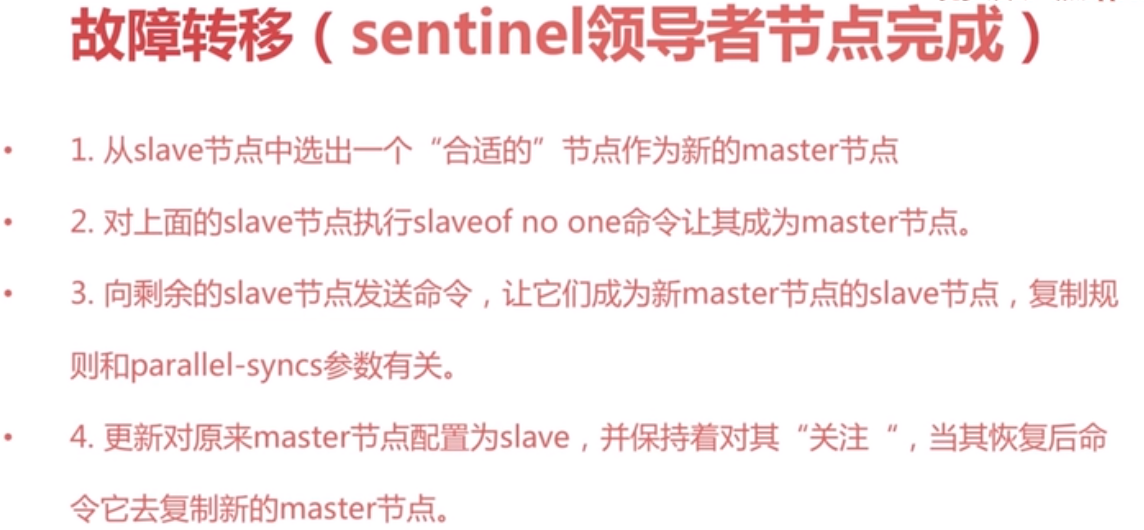 故障转移（sentinel领导者节点完成）
• 1. 从slave节点中选出一个“合适的”节点作为新的master节点
• 2. 对上面的slave节点执行slaveof no one命令让其成为master节点。
• 3. 向剩余的slave节点发送命令，让它们成为新master节点的slave节点，复制规
则和parallel-syncs参数有关。
• 4. 更新对原来master节点配置为slave，并保持着对其“关注“，当其恢复后命
令它去复制新的master节点。